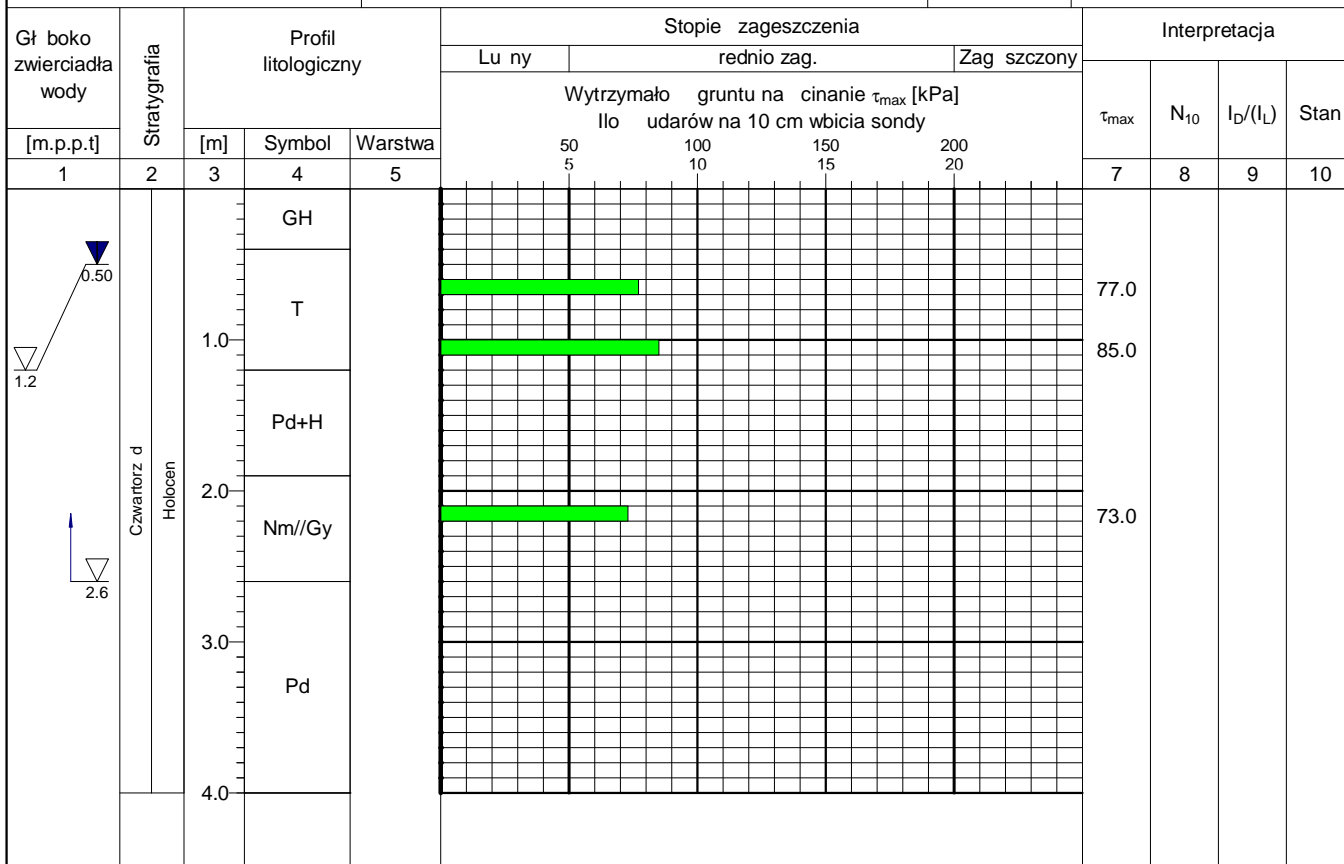 Gł boko
zwierciadła
wody
[m.p.p.t]
1
Stratygrafia
2
Profil
litologiczny
[m]
Symbol
Warstwa
3
4
5
Stopie zageszczenia
Lu ny
rednio zag.
Zag szczony
Wytrzymało gruntu na cinanie τmax [kPa]
Ilo udarów na 10 cm wbicia sondy
50
100
150
200
5
10
15
20
Interpretacja
τmax
N10
ID/(IL)
Stan
7
8
9
10
GH
0.50
T
77.0
1.0
85.0
1.2
Pd+H
Czwartorz d
Holocen
2.0
Nm//Gy
73.0
2.6
3.0
Pd
4.0